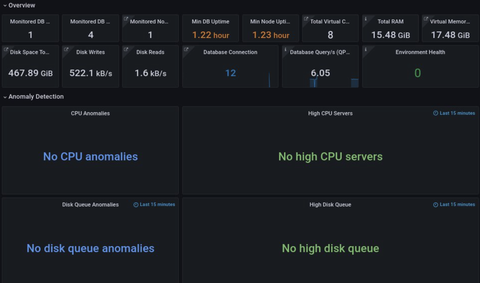 Overview
Monitored DB ...
Monitored DB ...
Monitored No...
Min DB Uptime
Min Node Upti...
Total Virtual C...
Total RAM
Virtual Memor...
1
4
1
1.22 hour
1.23 hour
8
15.48 GiB
17.48 GiB
Disk Space To...
Disk Writes
Disk Reads
Database Connection
Database Query/s (QP...
Environment Health
467.89 GiB
522.1 kB/s
1.6 kB/s
12
6.05
0
Anomaly Detection
CPU Anomalies
High CPU Servers
Last 15 minutes
No CPU anomalies
No high CPU servers
Disk Queue Anomalies
Last 15 minutes
High Disk Queue
Last 15 minutes
No disk queue anomalies
No high disk queue